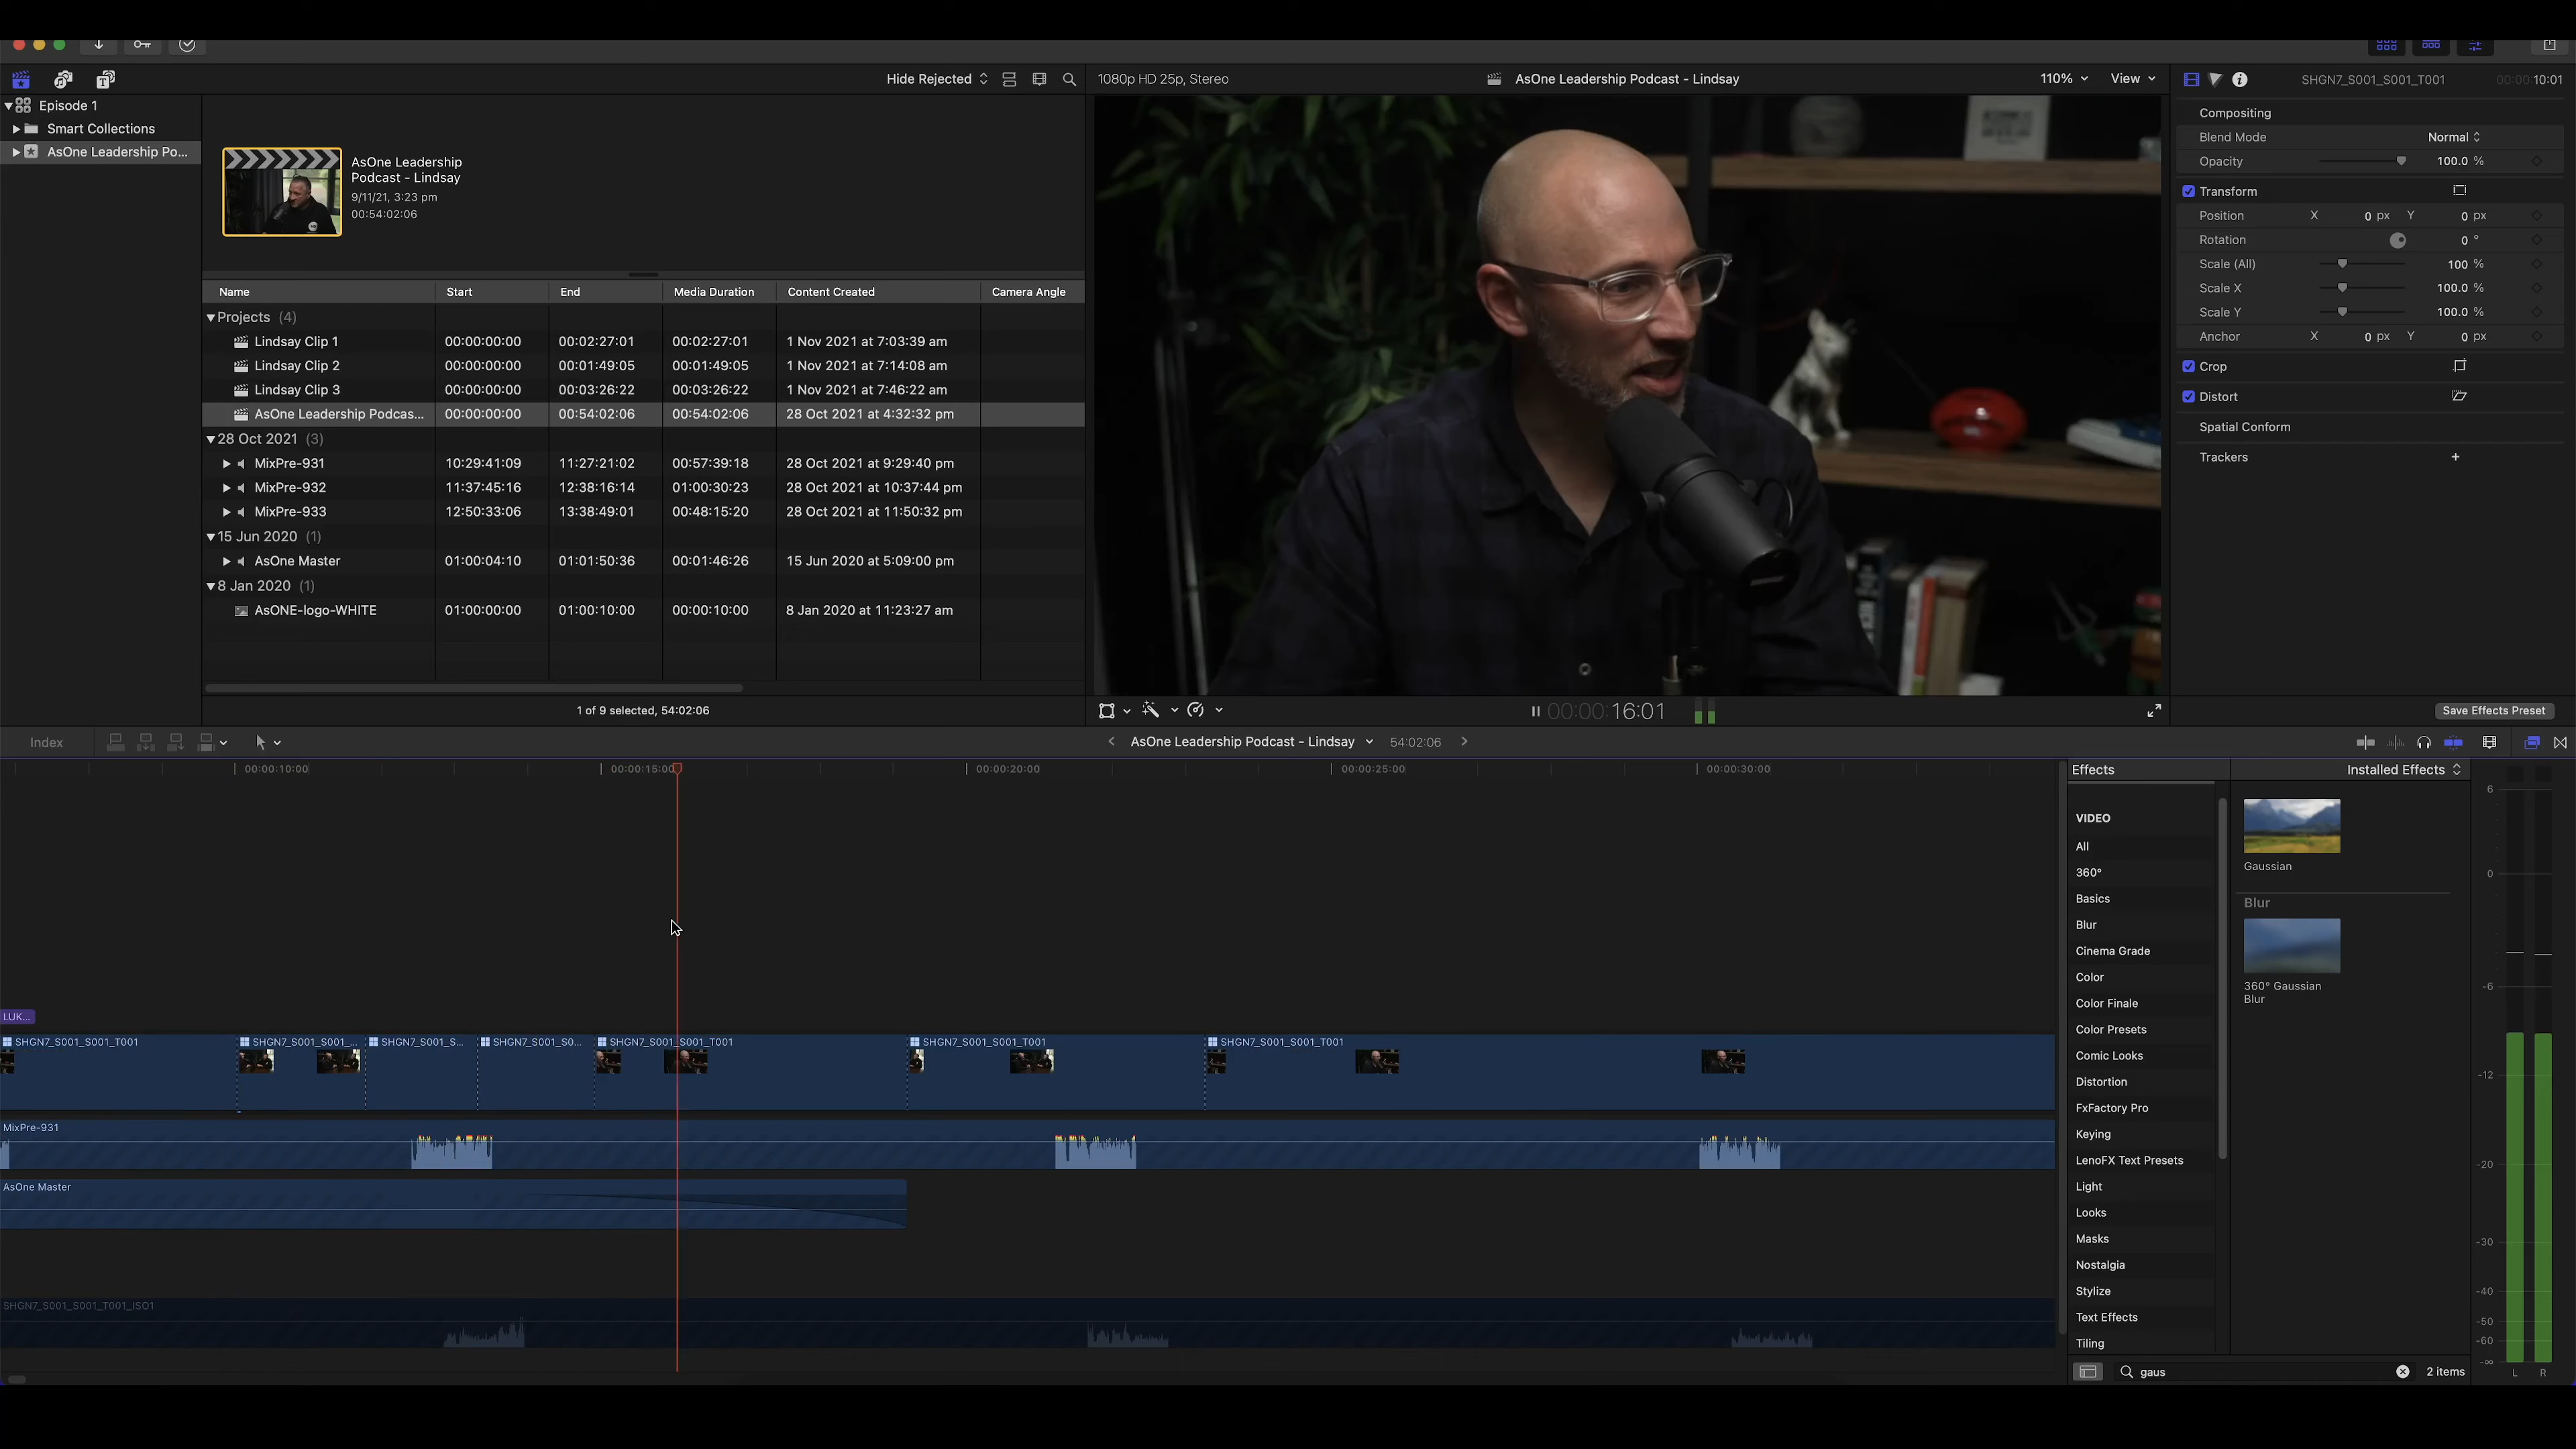 Hide Rejected
1080p HD 25p, Stereo
AsOne Leadership Podcast - Lindsay
110%
View
SHGN7_S001_S001_T001
00:00:10:01
Episode 1
Smart Collections
AsOne Leadership Po...
AsOne Leadership
Podcast - Lindsay
9/11/21, 3:23 pm
00:54:02:06
Name Start End Media Duration Content Created Camera Angle
Projects (4)
Lindsay Clip 1 00:00:00:00 00:02:27:01 00:02:27:01 1 Nov 2021 at 7:03:39 am
Lindsay Clip 2 00:00:00:00 00:01:49:05 00:01:49:05 1 Nov 2021 at 7:14:08 am
Lindsay Clip 3 00:00:00:00 00:03:26:22 00:03:26:22 1 Nov 2021 at 7:46:22 am
AsOne Leadership Podcas... 00:00:00:00 00:54:02:06 00:54:02:06 28 Oct 2021 at 4:32:32 pm
28 Oct 2021 (3)
MixPre-931 10:29:41:09 11:27:21:02 00:57:39:18 28 Oct 2021 at 9:29:40 pm
MixPre-932 11:37:45:16 12:38:16:14 01:00:30:23 28 Oct 2021 at 10:37:44 pm
MixPre-933 12:50:33:06 13:38:49:01 00:48:15:20 28 Oct 2021 at 11:50:32 pm
15 Jun 2020 (1)
AsOne Master 01:00:04:10 01:01:50:36 00:01:46:26 15 Jun 2020 at 5:09:00 pm
8 Jan 2020 (1)
AsONE-logo-WHITE 01:00:00:00 01:00:10:00 00:00:10:00 8 Jan 2020 at 11:23:27 am
1 of 9 selected, 54:02:06
00:00:16:01
Compositing
Blend Mode Normal
Opacity 100.0 %
Transform
Position X 0 px Y 0 px
Rotation 0 °
Scale (All) 100 %
Scale X 100.0 %
Scale Y 100.0 %
Anchor X 0 px Y 0 px
Crop
Distort
Spatial Conform
Trackers +
Save Effects Preset
Index
AsOne Leadership Podcast - Lindsay 54:02:06
00:00:10:00 00:00:15:00 00:00:20:00 00:00:25:00 00:00:30:00
LUK...
SHGN7_S001_S001_T001 SHGN7_S001_S001_... SHGN7_S001_S... SHGN7_S001_S0... SHGN7_S001_S001_T001 SHGN7_S001_S001_T001 SHGN7_S001_S001_T001
MixPre-931
AsOne Master
SHGN7_S001_S001_T001_ISO1
Effects
Installed Effects
VIDEO
All
360°
Basics
Blur
Cinema Grade
Color
Color Finale
Color Presets
Comic Looks
Distortion
FxFactory Pro
Keying
LenoFX Text Presets
Light
Looks
Masks
Nostalgia
Stylize
Text Effects
Tiling
Gaussian
Blur
360° Gaussian
Blur
gaus
2 items
6
0
-6
-12
-20
-30
-40
-50
-60
-∞
L R